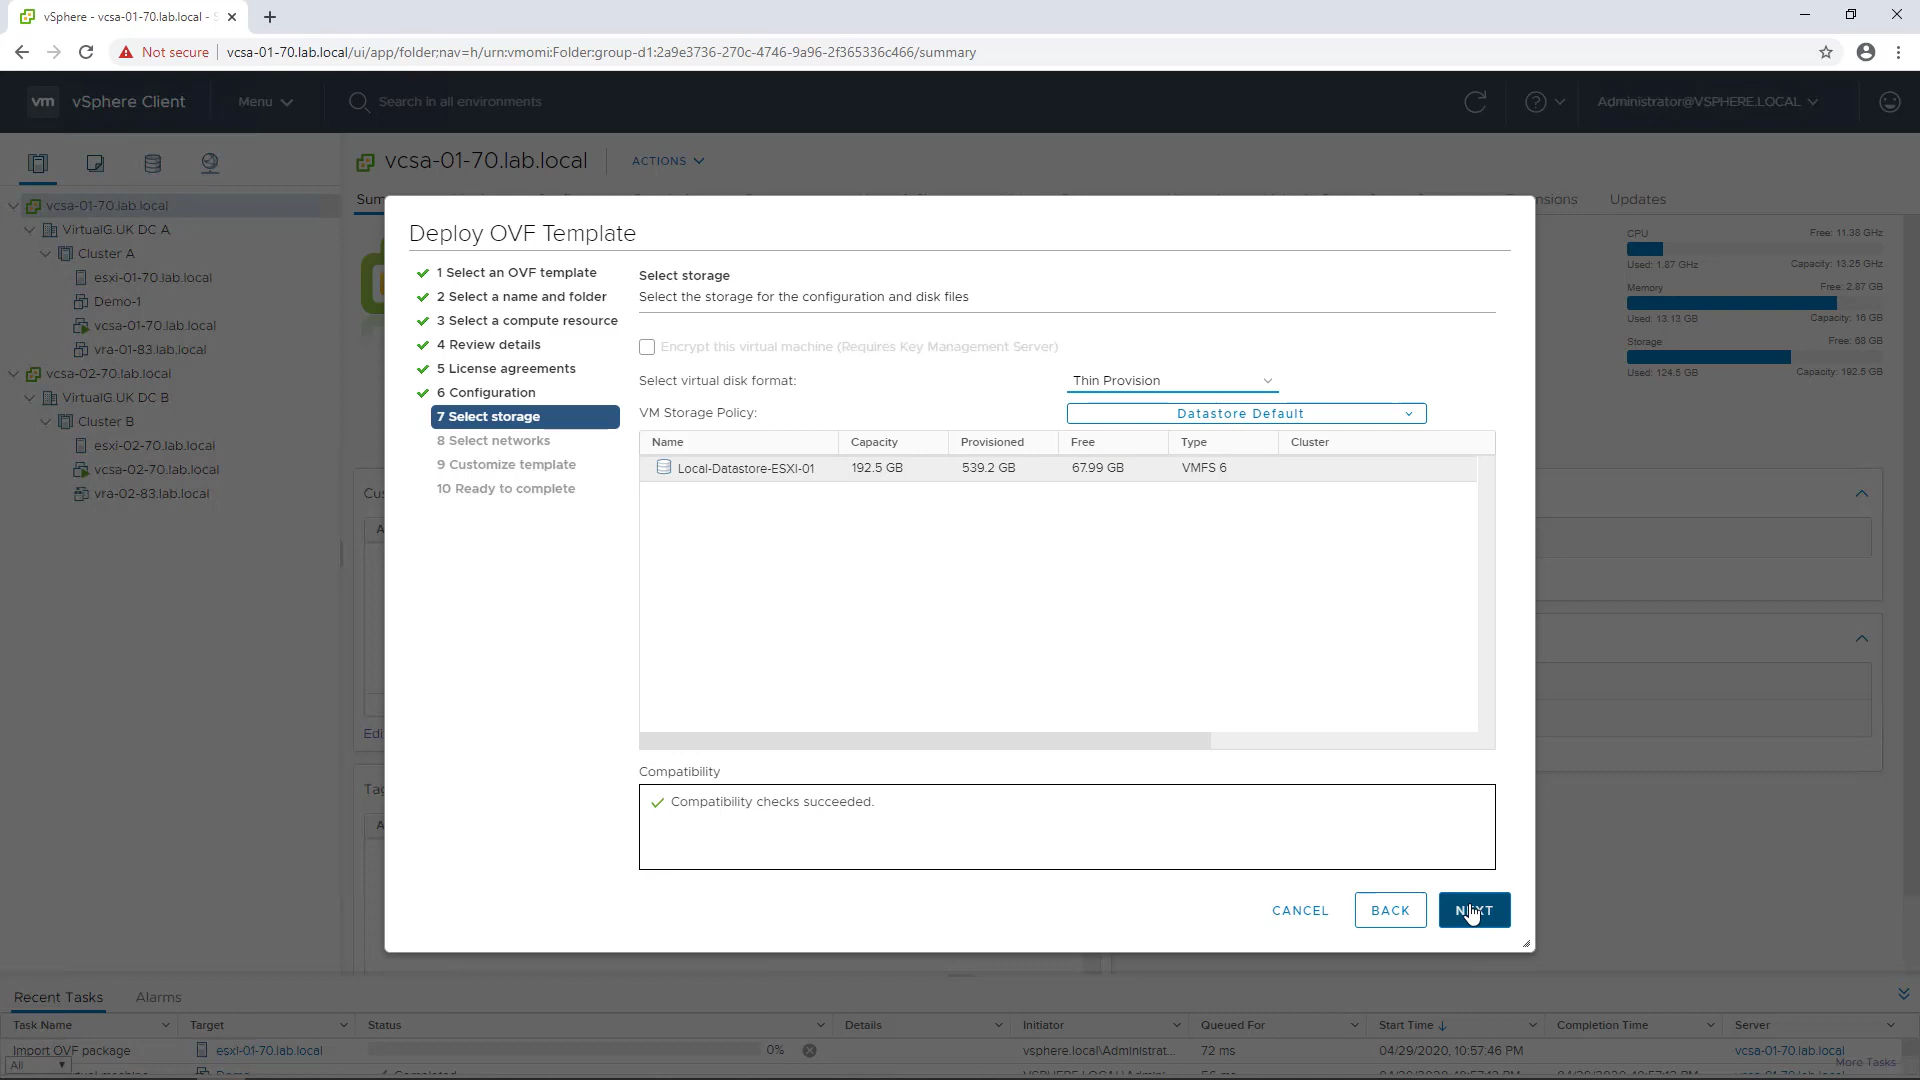 vSphere - vcsa-01-70.lab.local -
Not secure
vcsa-01-70.lab.local/ui/app/folder;nav=h/urn:vmomi:Folder:group-d1:2a9e3736-270c-4746-9a96-2f365336c466/summary
vm vSphere Client
Menu
Search in all environments
Administrator@VSPHERE.LOCAL
vcsa-01-70.lab.local
ACTIONS
Updates
vcsa-01-70.lab.local
VirtualG.UK DC A
Cluster A
esxi-01-70.lab.local
Demo-1
vcsa-01-70.lab.local
vra-01-83.lab.local
vcsa-02-70.lab.local
VirtualG.UK DC B
Cluster B
esxi-02-70.lab.local
vcsa-02-70.lab.local
vra-02-83.lab.local
CPU Free: 11.38 GHz
Used: 1.87 GHz Capacity: 13.25 GHz
Memory Free: 2.87 GB
Used: 13.13 GB Capacity: 16 GB
Storage Free: 68 GB
Used: 124.5 GB Capacity: 192.5 GB
Deploy OVF Template
1 Select an OVF template
2 Select a name and folder
3 Select a compute resource
4 Review details
5 License agreements
6 Configuration
7 Select storage
8 Select networks
9 Customize template
10 Ready to complete
Select storage
Select the storage for the configuration and disk files
Encrypt this virtual machine (Requires Key Management Server)
Select virtual disk format: Thin Provision
VM Storage Policy: Datastore Default
Name Capacity Provisioned Free Type Cluster
Local-Datastore-ESXI-01 192.5 GB 539.2 GB 67.99 GB VMFS 6
Compatibility
Compatibility checks succeeded.
CANCEL BACK NEXT
Recent Tasks Alarms
Task Name Target Status Details Initiator Queued For Start Time Completion Time Server
Import OVF package esxi-01-70.lab.local 0% vsphere.local\Administrat... 72 ms 04/29/2020, 10:57:46 PM vcsa-01-70.lab.local
All More Tasks